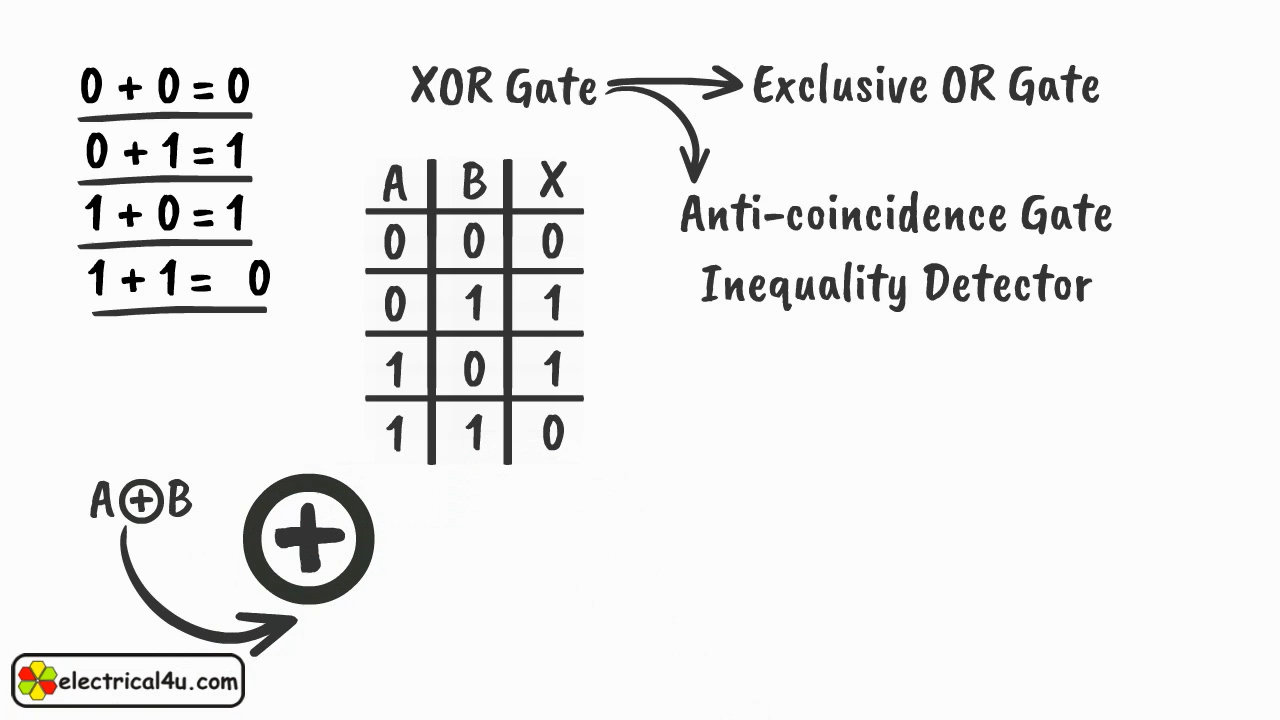 0 + 0 = 0
0 + 1 = 1
1 + 0 = 1
1 + 1 = 0
XOR Gate
Exclusive OR Gate
Anti-coincidence Gate
Inequality Detector
A B X
0 0 0
0 1 1
1 0 1
1 1 0
A⊕B
⊕
electrical4u.com